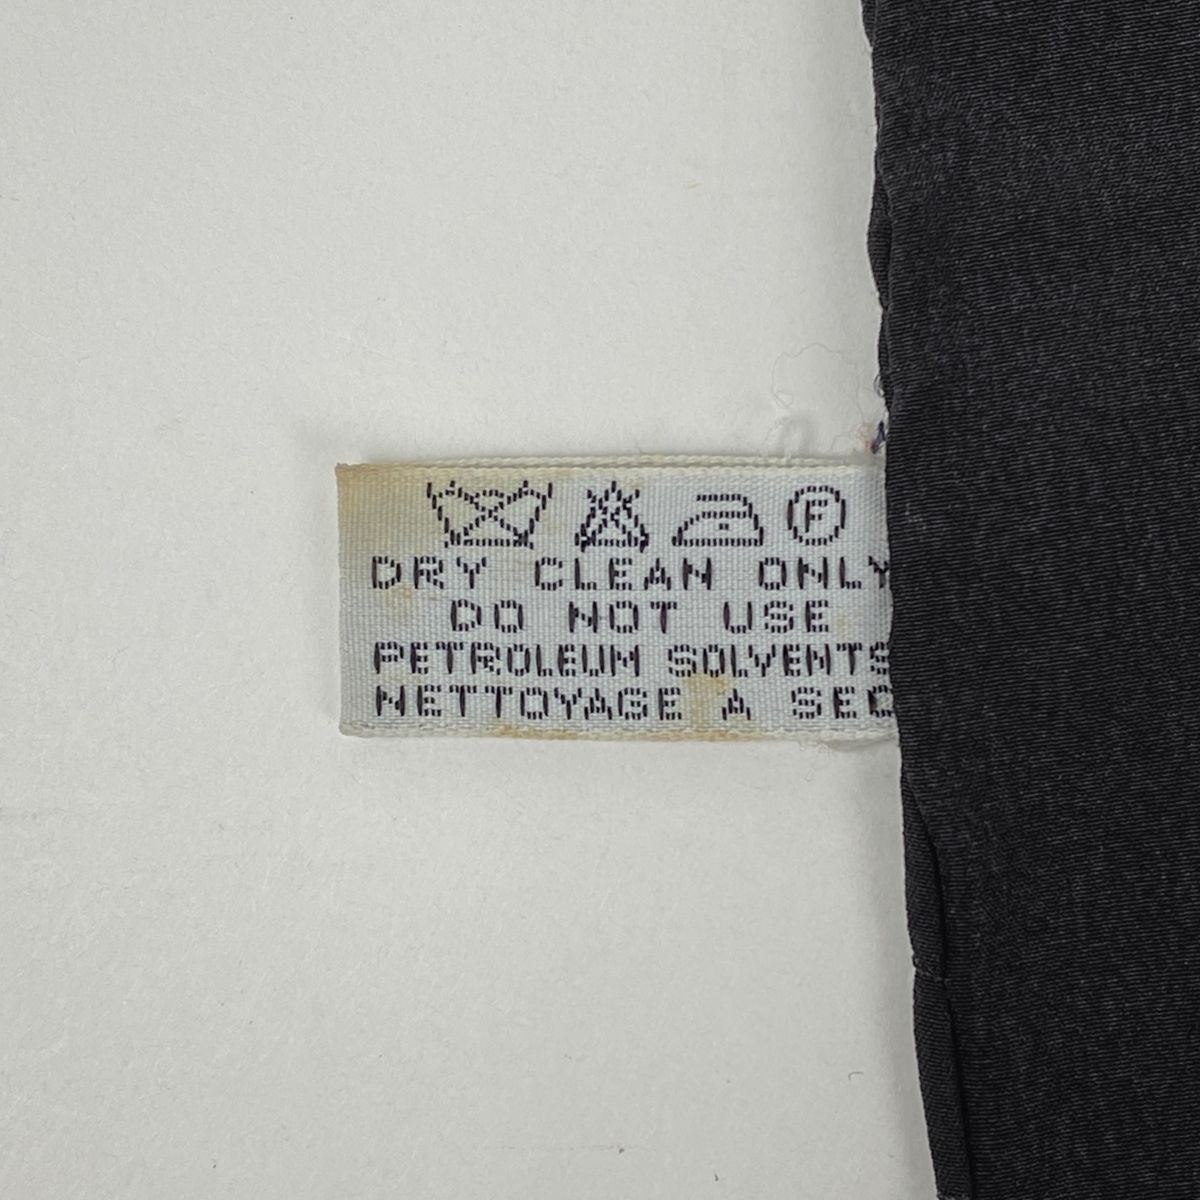 F
DRY CLEAN ONLY
DO NOT USE
PETROLEUM SOLVENTS
NETTOYAGE A SEC